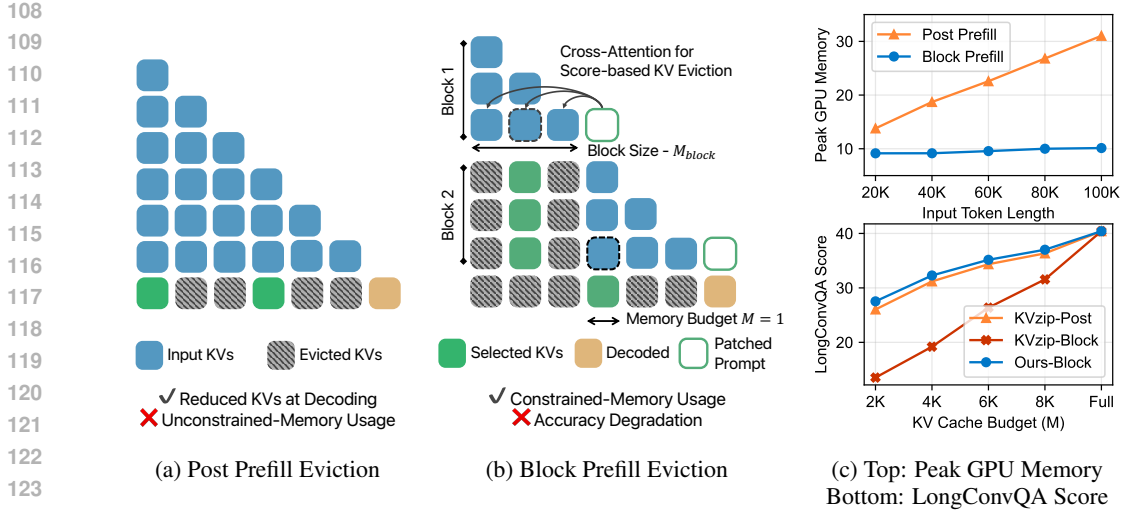 108
109
110
111
112
113
114
115
116
117
118
119
120
121
122
123
Input KVs
Evicted KVs
✓ Reduced KVs at Decoding
✗ Unconstrained-Memory Usage
(a) Post Prefill Eviction
Block 1
Cross-Attention for
Score-based KV Eviction
Block Size - M_block
Block 2
Memory Budget M = 1
Selected KVs
Decoded
Patched
Prompt
✓ Constrained-Memory Usage
✗ Accuracy Degradation
(b) Block Prefill Eviction
Peak GPU Memory
30
20
10
Post Prefill
Block Prefill
20K 40K 60K 80K 100K
Input Token Length
LongConvQA Score
40
30
20
KVzip-Post
KVzip-Block
Ours-Block
2K 4K 6K 8K Full
KV Cache Budget (M)
(c) Top: Peak GPU Memory
Bottom: LongConvQA Score